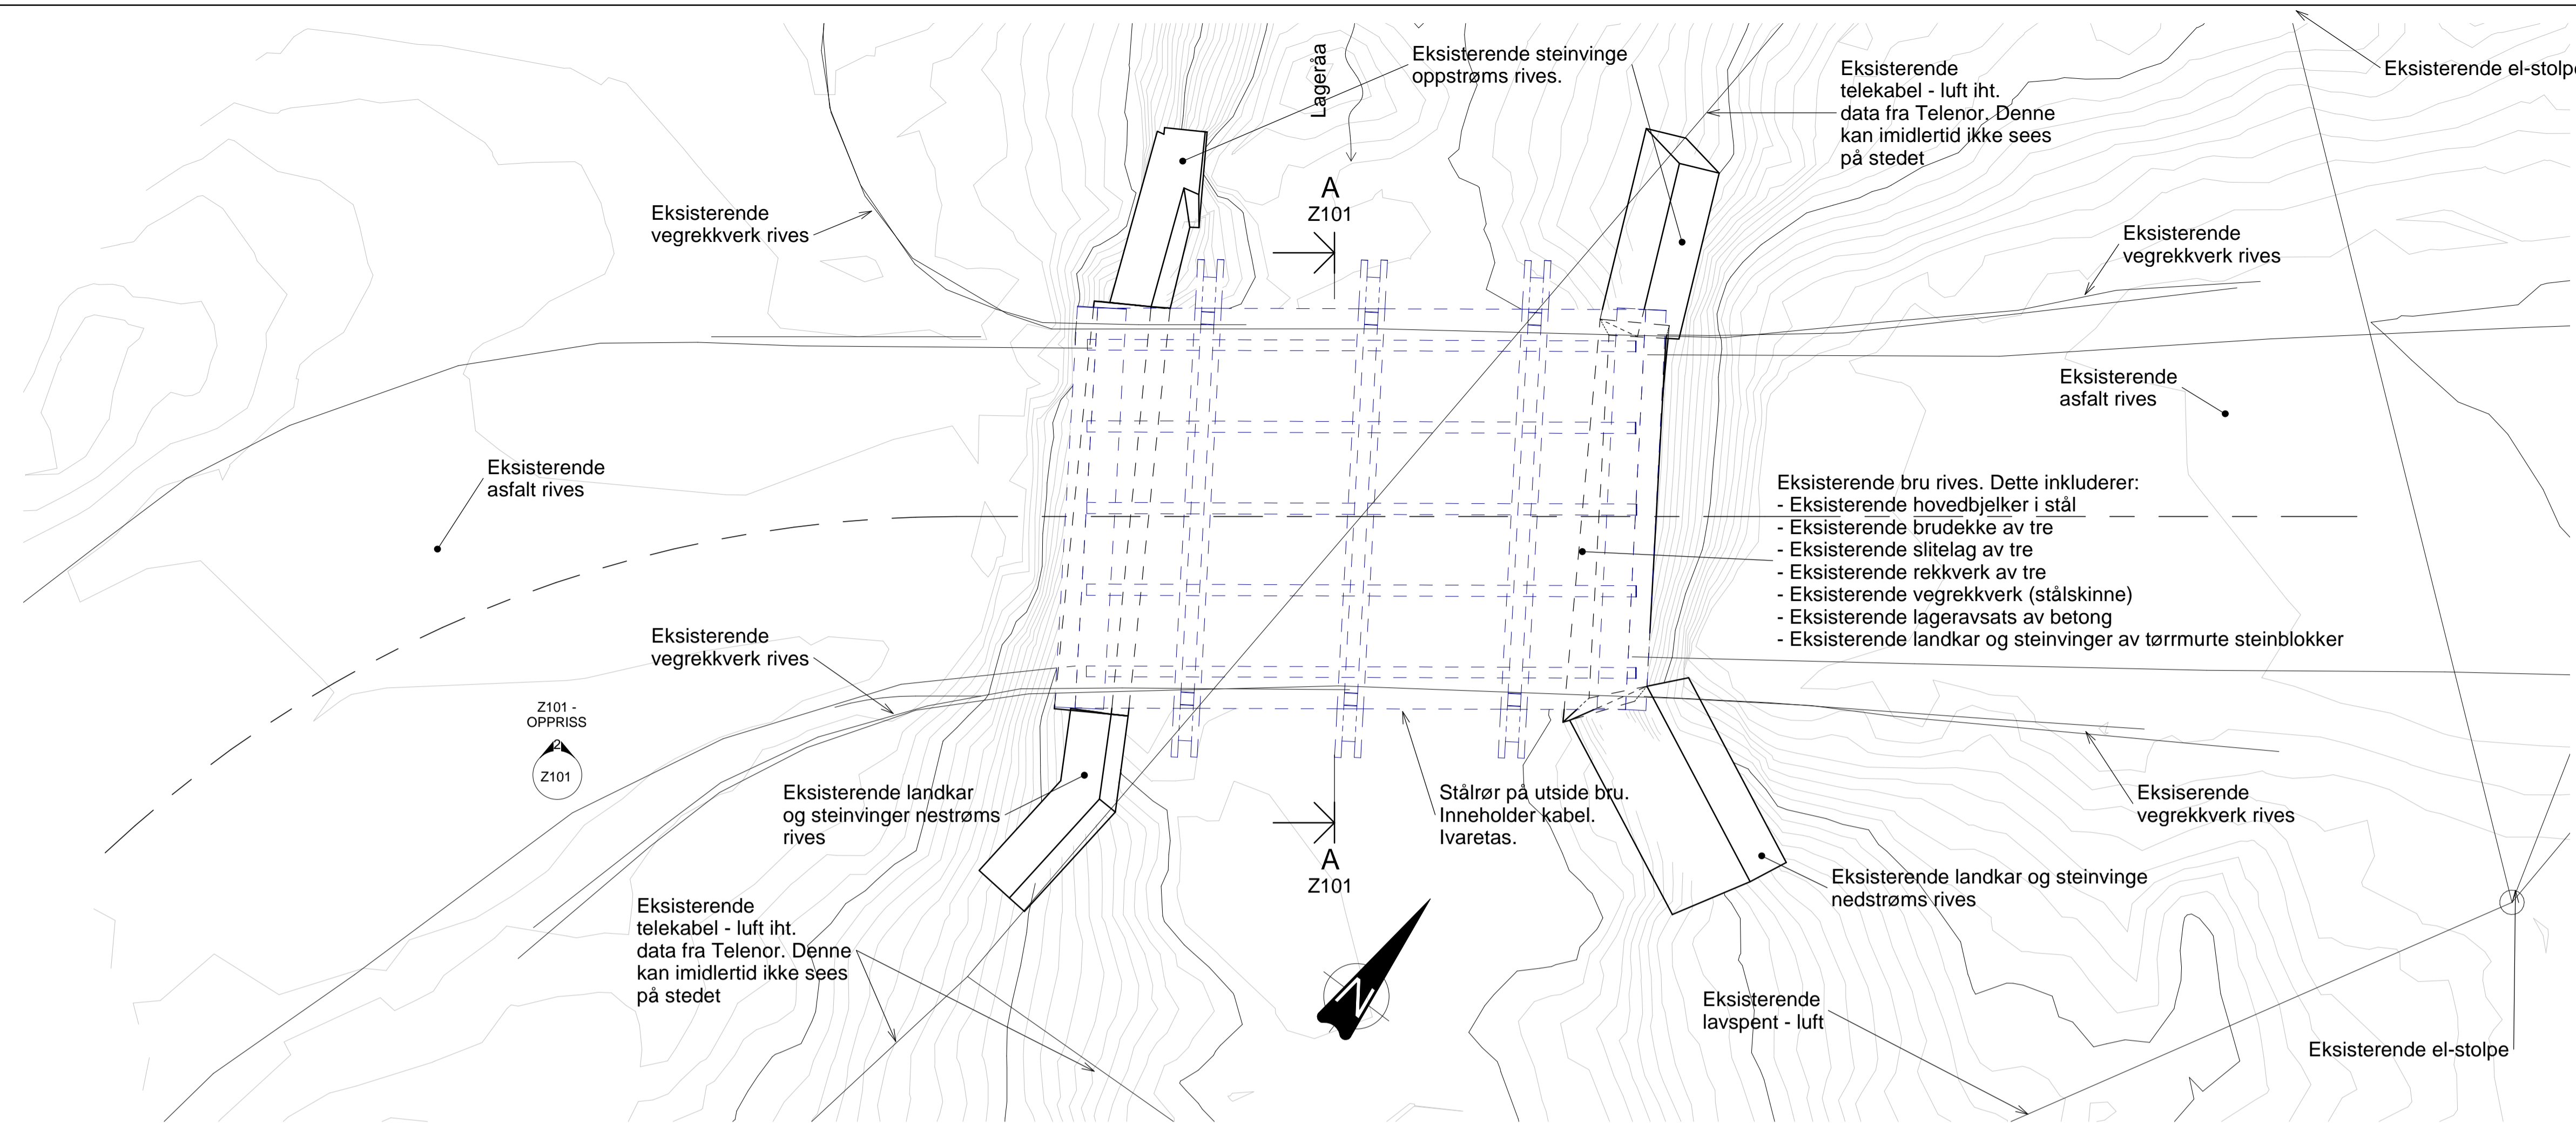 Eksisterende steinvinge
oppstrøms rives.
Lageråa
Eksisterende
telekabel - luft iht.
data fra Telenor. Denne
kan imidlertid ikke sees
på stedet
Eksisterende el-stolpe
Eksisterende
vegrekkverk rives
A
Z101
Eksisterende
vegrekkverk rives
Eksisterende
asfalt rives
Eksisterende
asfalt rives
Eksisterende bru rives. Dette inkluderer:
- Eksisterende hovedbjelker i stål
- Eksisterende brudekke av tre
- Eksisterende slitelag av tre
- Eksisterende rekkverk av tre
- Eksisterende vegrekkverk (stålskinne)
- Eksisterende lageravsats av betong
- Eksisterende landkar og steinvinger av tørrmurte steinblokker
Eksisterende
vegrekkverk rives
Z101 -
OPPRISS
2
Z101
Eksisterende landkar
og steinvinger nestrøms
rives
Stålrør på utside bru.
Inneholder kabel.
Ivaretas.
Eksiserende
vegrekkverk rives
A
Z101
Eksisterende landkar og steinvinge
nedstrøms rives
Eksisterende
telekabel - luft iht.
data fra Telenor. Denne
kan imidlertid ikke sees
på stedet
N
Eksisterende
lavspent - luft
Eksisterende el-stolpe